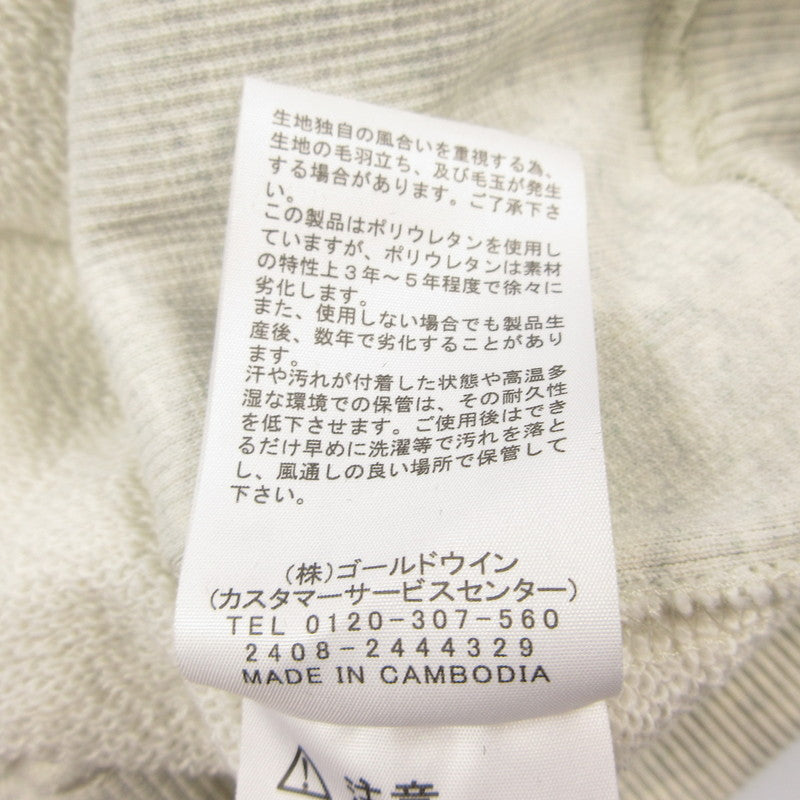 生地独自の風合いを重視する為、
生地の毛羽立ち、及び毛玉が発生
する場合があります。ご了承下さ
い。
この製品はポリウレタンを使用し
ていますが、ポリウレタンは素材
の特性上3年～5年程度で徐々に
劣化します。
また、使用しない場合でも製品生
産後、数年で劣化することがあり
ます。
汗や汚れが付着した状態や高温多
湿な環境での保管は、その耐久性
を低下させます。ご使用後はでき
るだけ早めに洗濯等で汚れを落と
し、風通しの良い場所で保管して
下さい。
(株)ゴールドウイン
(カスタマーサービスセンター)
TEL 0120-307-560
2408-2444329
MADE IN CAMBODIA
注意